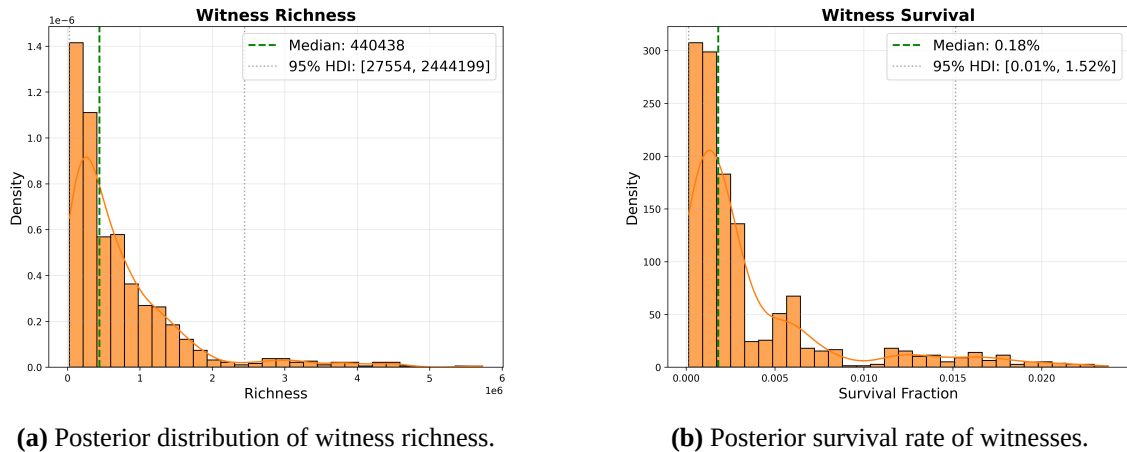 Witness Richness
1e−6
Median: 440438
95% HDI: [27554, 2444199]
1.4
1.2
1.0
0.8
0.6
0.4
0.2
0.0
Density
0
1
2
3
4
5
6
1e6
Richness
(a) Posterior distribution of witness richness.
Witness Survival
Median: 0.18%
95% HDI: [0.01%, 1.52%]
300
250
200
150
100
50
0
Density
0.000
0.005
0.010
0.015
0.020
Survival Fraction
(b) Posterior survival rate of witnesses.